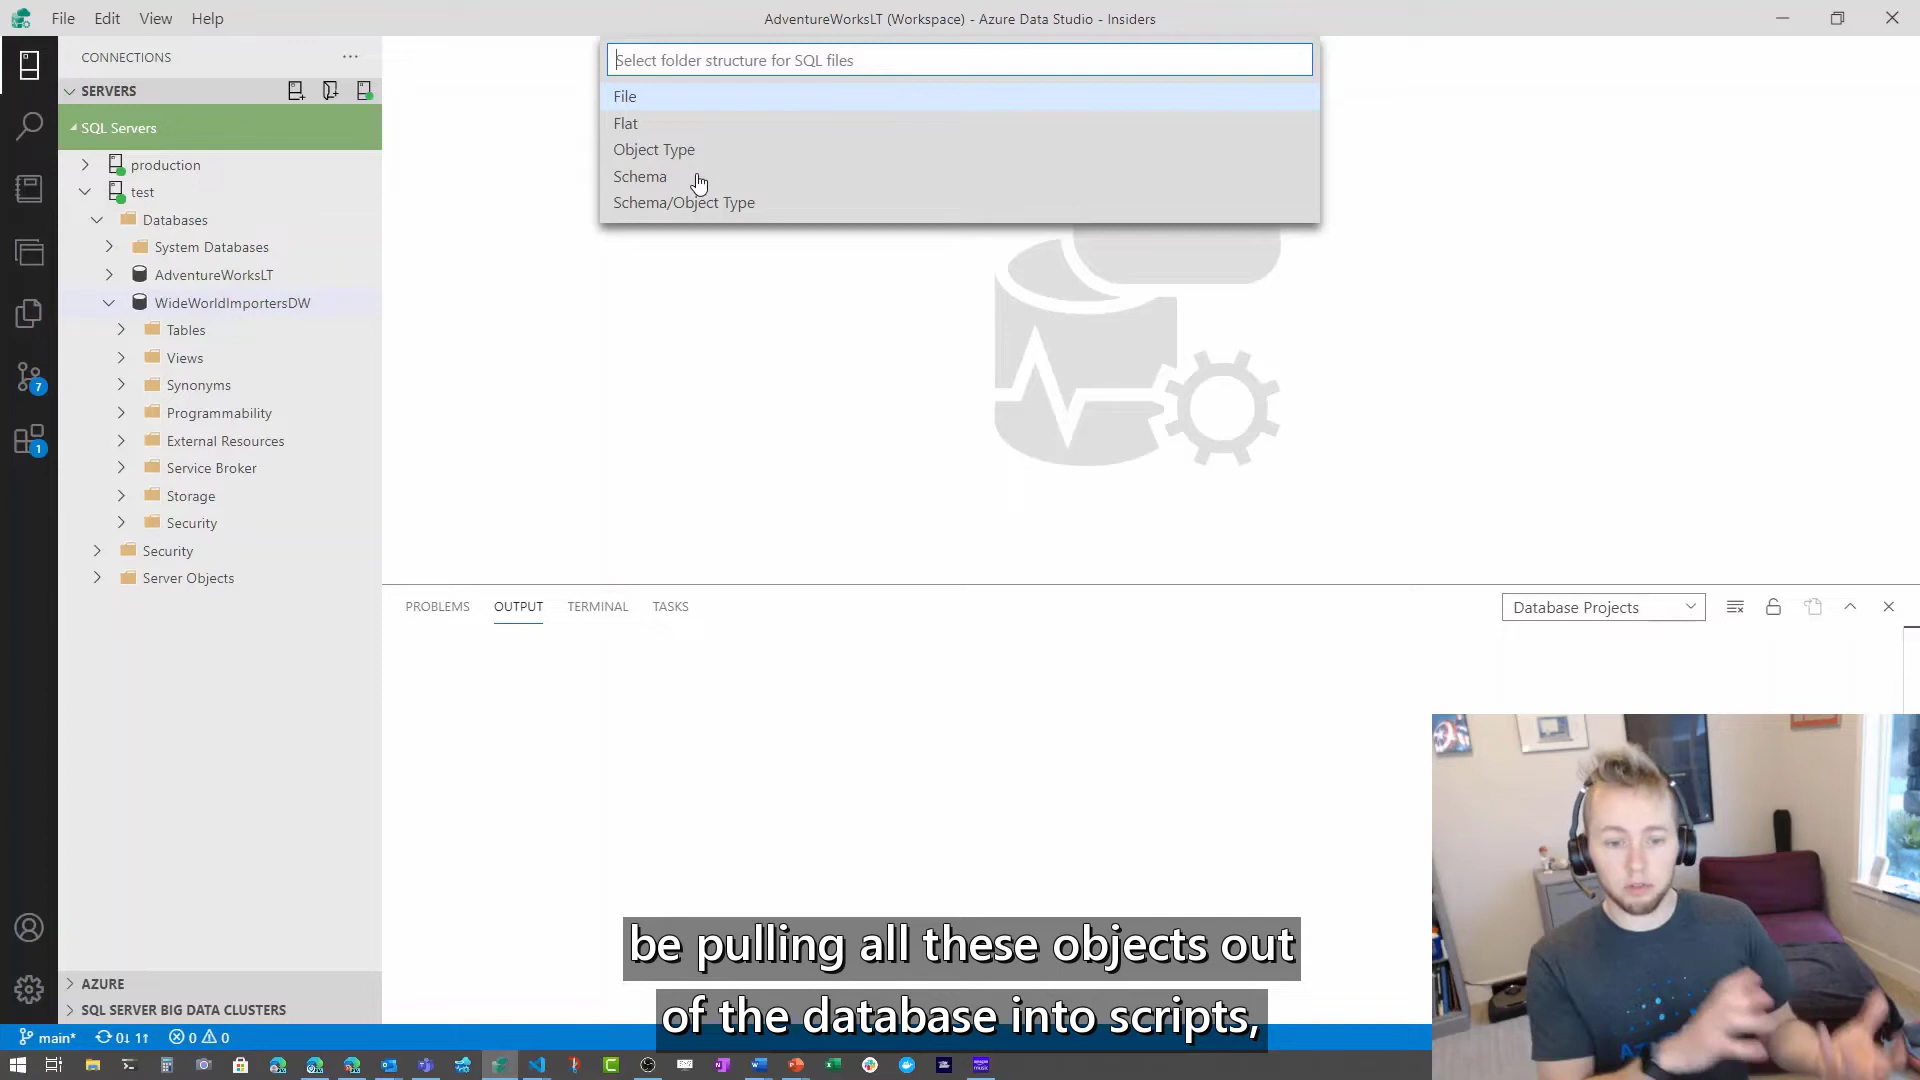 File Edit View Help
AdventureWorksLT (Workspace) - Azure Data Studio - Insiders
CONNECTIONS
SERVERS
SQL Servers
production
test
Databases
System Databases
AdventureWorksLT
WideWorldImportersDW
Tables
Views
Synonyms
Programmability
External Resources
Service Broker
Storage
Security
Security
Server Objects
AZURE
SQL SERVER BIG DATA CLUSTERS
7
1
Select folder structure for SQL files
File
Flat
Object Type
Schema
Schema/Object Type
PROBLEMS OUTPUT TERMINAL TASKS
Database Projects
be pulling all these objects out
of the database into scripts,
main* 0↓ 1↑ 0 0